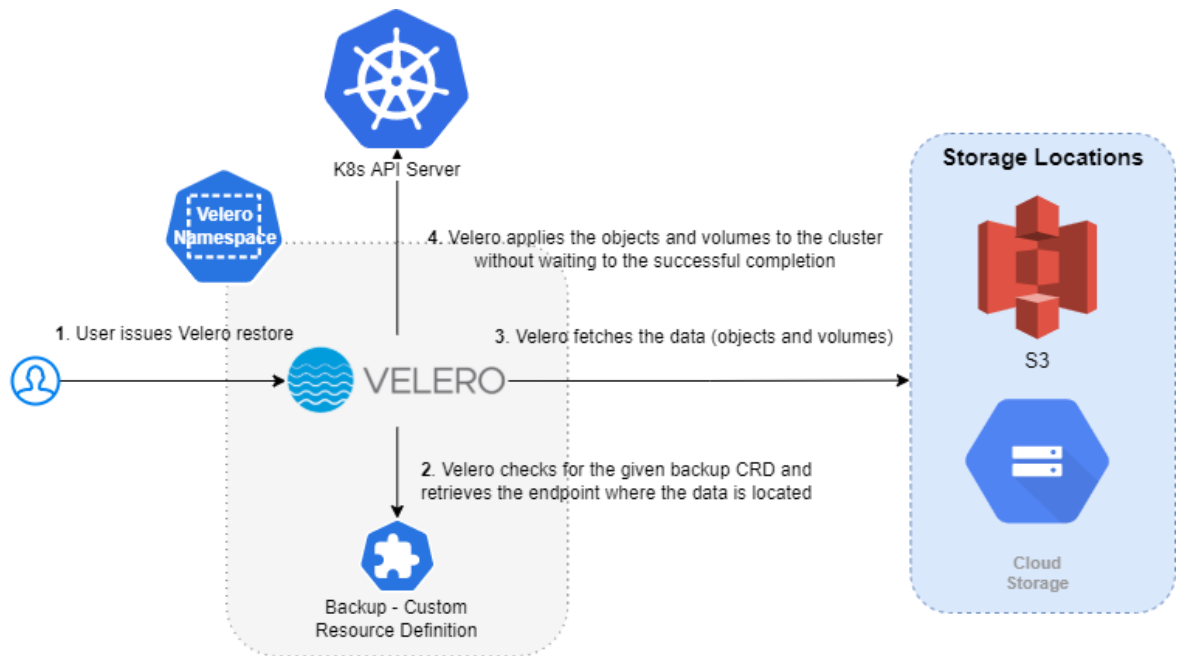 K8s API Server
Storage Locations
Velero
Namespace
4. Velero applies the objects and volumes to the cluster
without waiting to the successful completion
1. User issues Velero restore
3. Velero fetches the data (objects and volumes)
S3
VELERO
2. Velero checks for the given backup CRD and
retrieves the endpoint where the data is located
Cloud
Storage
Backup - Custom
Resource Definition